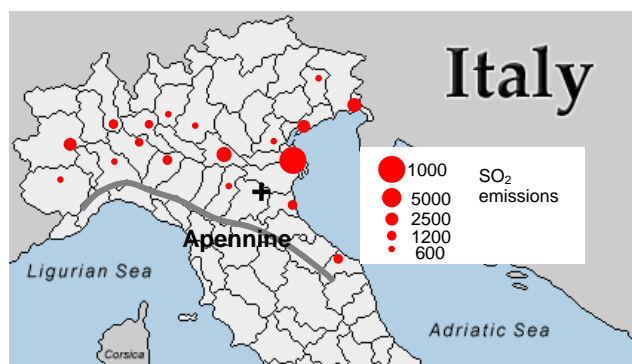 Italy
1000
5000
2500
1200
600
SO₂
emissions
Apennine
Ligurian Sea
Adriatic Sea
Corsica